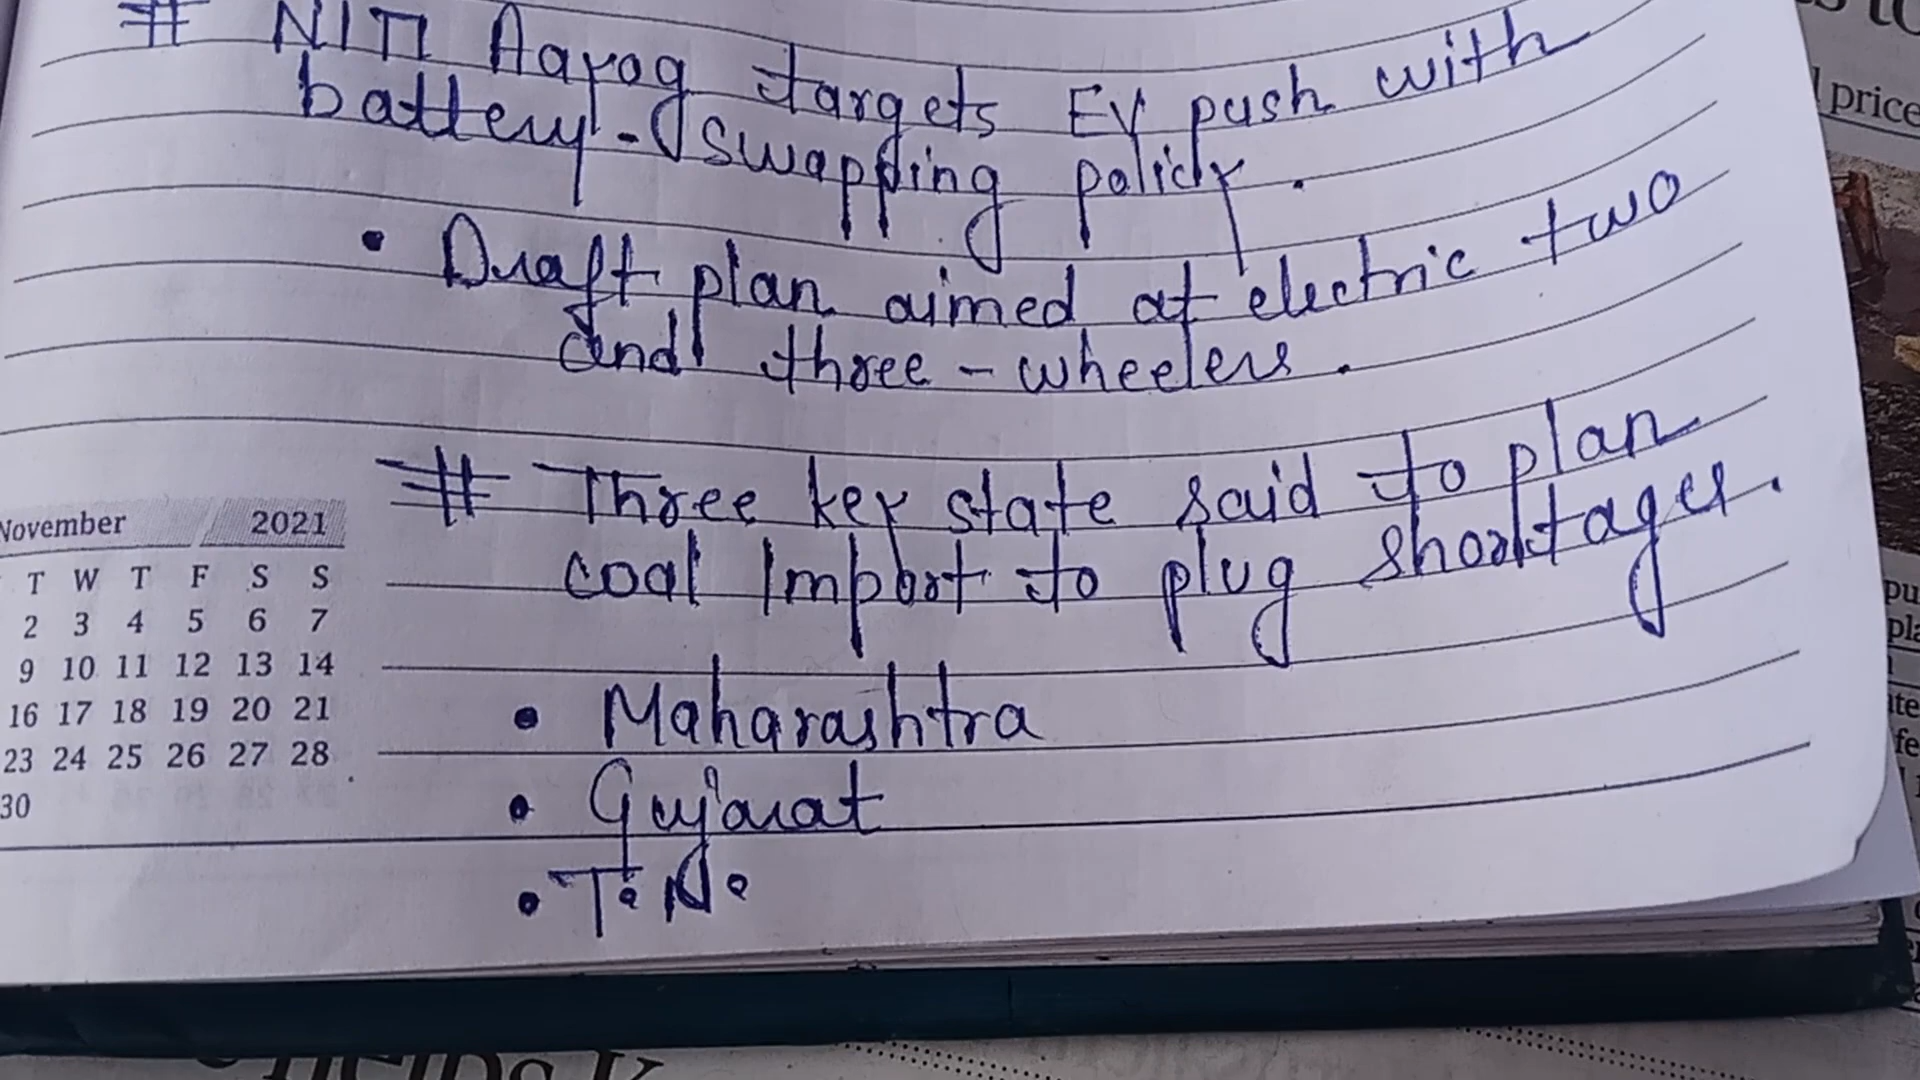 # NITI Aayog targets EV push with
battery-swapping policy.
• Draft plan aimed at electric two
and three-wheelers.
# Three key state said to plan
coal Import to plug shortages.
• Maharashtra
• Gujarat
• T.N.
November 2021
T W T F S S
2 3 4 5 6 7
9 10 11 12 13 14
16 17 18 19 20 21
23 24 25 26 27 28
30
price